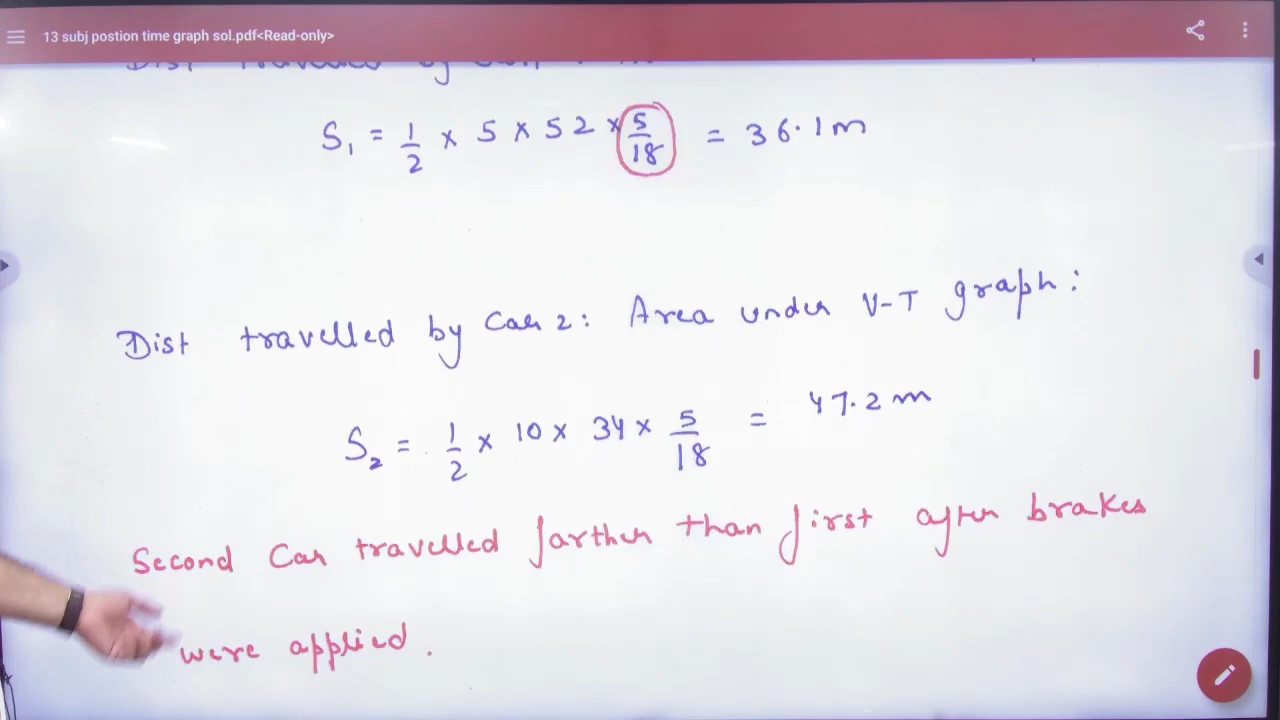 13 subj postion time graph sol.pdf<Read-only>
S₁ = 1/2 × 5 × 52 × 5/18 = 36.1m
Dist travelled by Car 2: Area under V-T graph:
S₂ = 1/2 × 10 × 34 × 5/18 = 47.2 m
Second Car travelled farther than first after brakes
were applied.